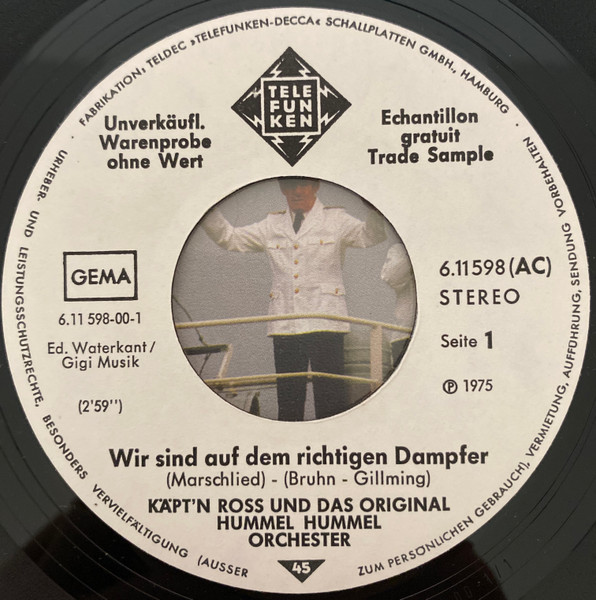 FABRIKATION: TELDEC »TELEFUNKEN-DECCA« SCHALLPLATTEN GMBH., HAMBURG ·
URHEBER- UND LEISTUNGSSCHUTZRECHTE, BESONDERS VERVIELFÄLTIGUNG (AUSSER
ZUM PERSÖNLICHEN GEBRAUCH), VERMIETUNG, AUFFÜHRUNG, SENDUNG VORBEHALTEN ·
TELE
FUN
KEN
Unverkäufl.
Warenprobe
ohne Wert
Echantillon
gratuit
Trade Sample
GEMA
6.11 598-00-1
Ed. Waterkant/
Gigi Musik
(2'59")
6.11598 (AC)
STEREO
Seite 1
℗ 1975
Wir sind auf dem richtigen Dampfer
(Marschlied) - (Bruhn - Gillming)
KÄPT'N ROSS UND DAS ORIGINAL
HUMMEL HUMMEL
ORCHESTER
45